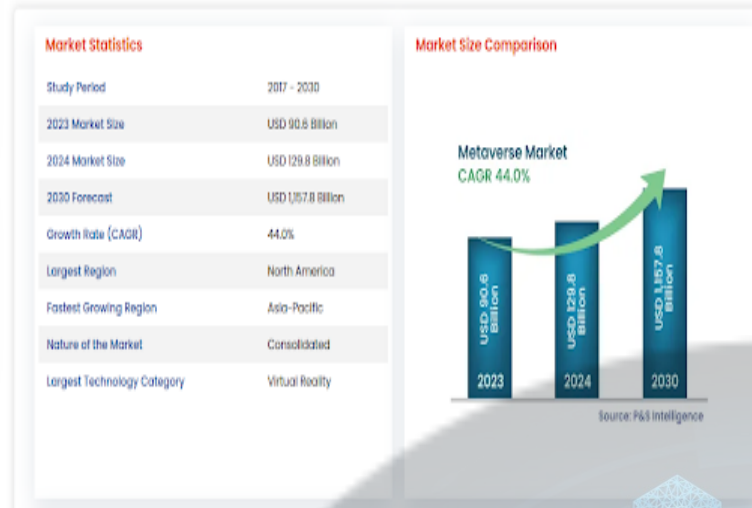 Market Statistics
Study Period 2017 - 2030
2023 Market Size USD 90.6 Billion
2024 Market Size USD 129.8 Billion
2030 Forecast USD 1,157.8 Billion
Growth Rate (CAGR) 44.0%
Largest Region North America
Fastest Growing Region Asia-Pacific
Nature of the Market Consolidated
Largest Technology Category Virtual Reality
Market Size Comparison
Metaverse Market
CAGR 44.0%
USD 90.6
Billion
2023
USD 129.8
Billion
2024
USD 1,157.8
Billion
2030
Source: P&S Intelligence